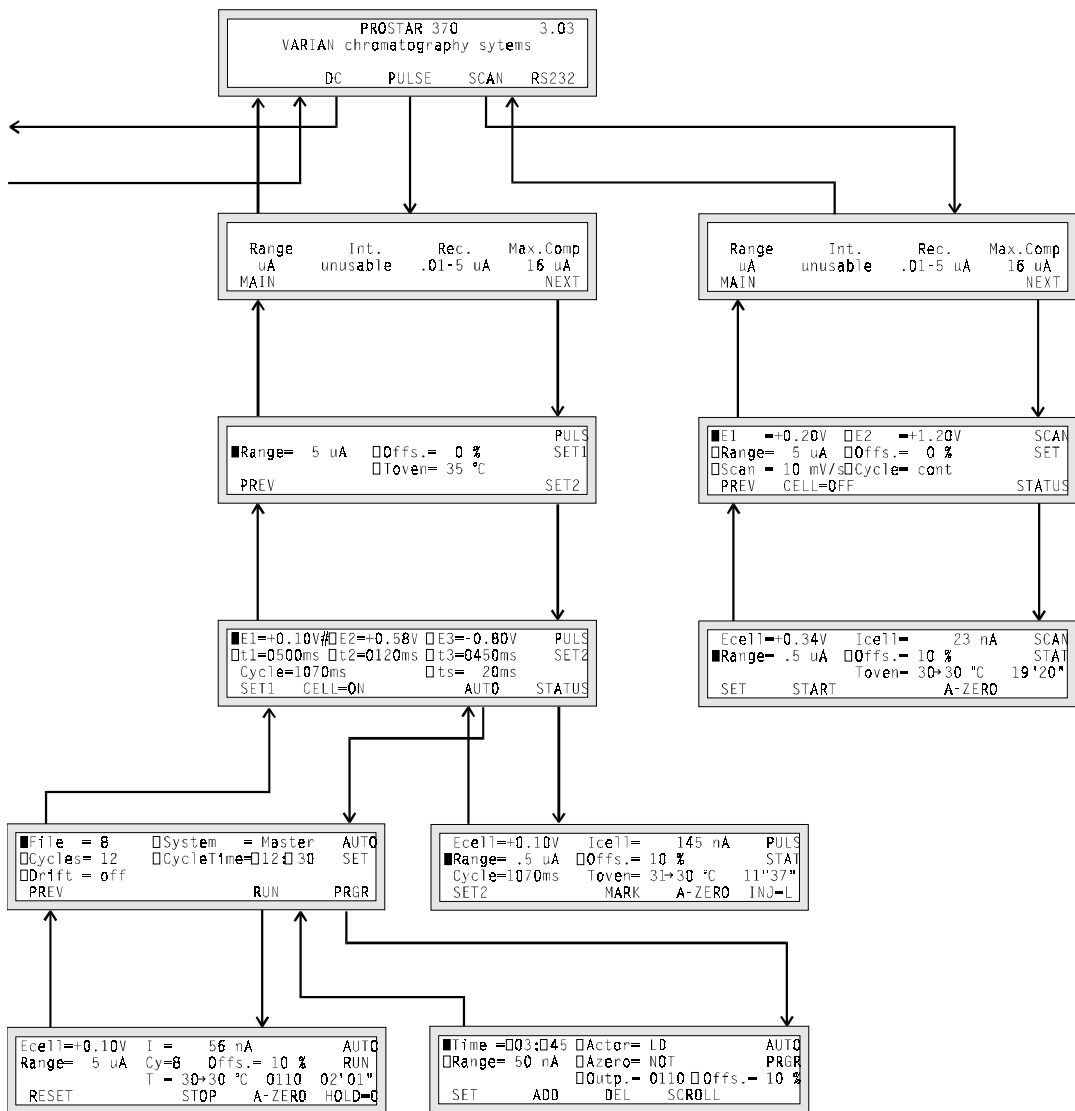 PROSTAR 370 3.03
VARIAN chromatography sytems
DC PULSE SCAN RS232
Range Int. Rec. Max.Comp
uA unusable .01-5 uA 16 uA
MAIN NEXT
Range Int. Rec. Max.Comp
uA unusable .01-5 uA 16 uA
MAIN NEXT
PULS
■Range= 5 uA □Offs.= 0 % SET1
□Toven= 35 °C
PREV SET2
■E1 =+0.20V □E2 =+1.20V SCAN
□Range= 5 uA □Offs.= 0 % SET
□Scan = 10 mV/s□Cycle= cont
PREV CELL=OFF STATUS
■E1=+0.10V#□E2=+0.58V □E3=-0.80V PULS
□t1=0500ms □t2=0120ms □t3=0450ms SET2
Cycle=1070ms □ts= 20ms
SET1 CELL=ON AUTO STATUS
Ecell=+0.34V Icell= 23 nA SCAN
■Range= .5 uA □Offs.= 10 % STAT
Toven= 30→30 °C 19'20"
SET START A-ZERO
■File = 8 □System = Master AUTO
□Cycles= 12 □CycleTime=□12:□30 SET
□Drift = off
PREV RUN PRGR
Ecell=+0.10V Icell= 145 nA PULS
■Range= .5 uA □Offs.= 10 % STAT
Cycle=1070ms Toven= 31→30 °C 11"37"
SET2 MARK A-ZERO INJ-L
Ecell=+0.10V I = 56 nA AUTO
Range= 5 uA Cy=8 Offs.= 10 % RUN
T = 30→30 °C 0110 02'01"
RESET STOP A-ZERO HOLD=0
■Time =□03:□45 □Actor= LD AUTO
□Range= 50 nA □Azero= NOT PRGR
□Outp.= 0110 □Offs.= 10 %
SET ADD DEL SCROLL